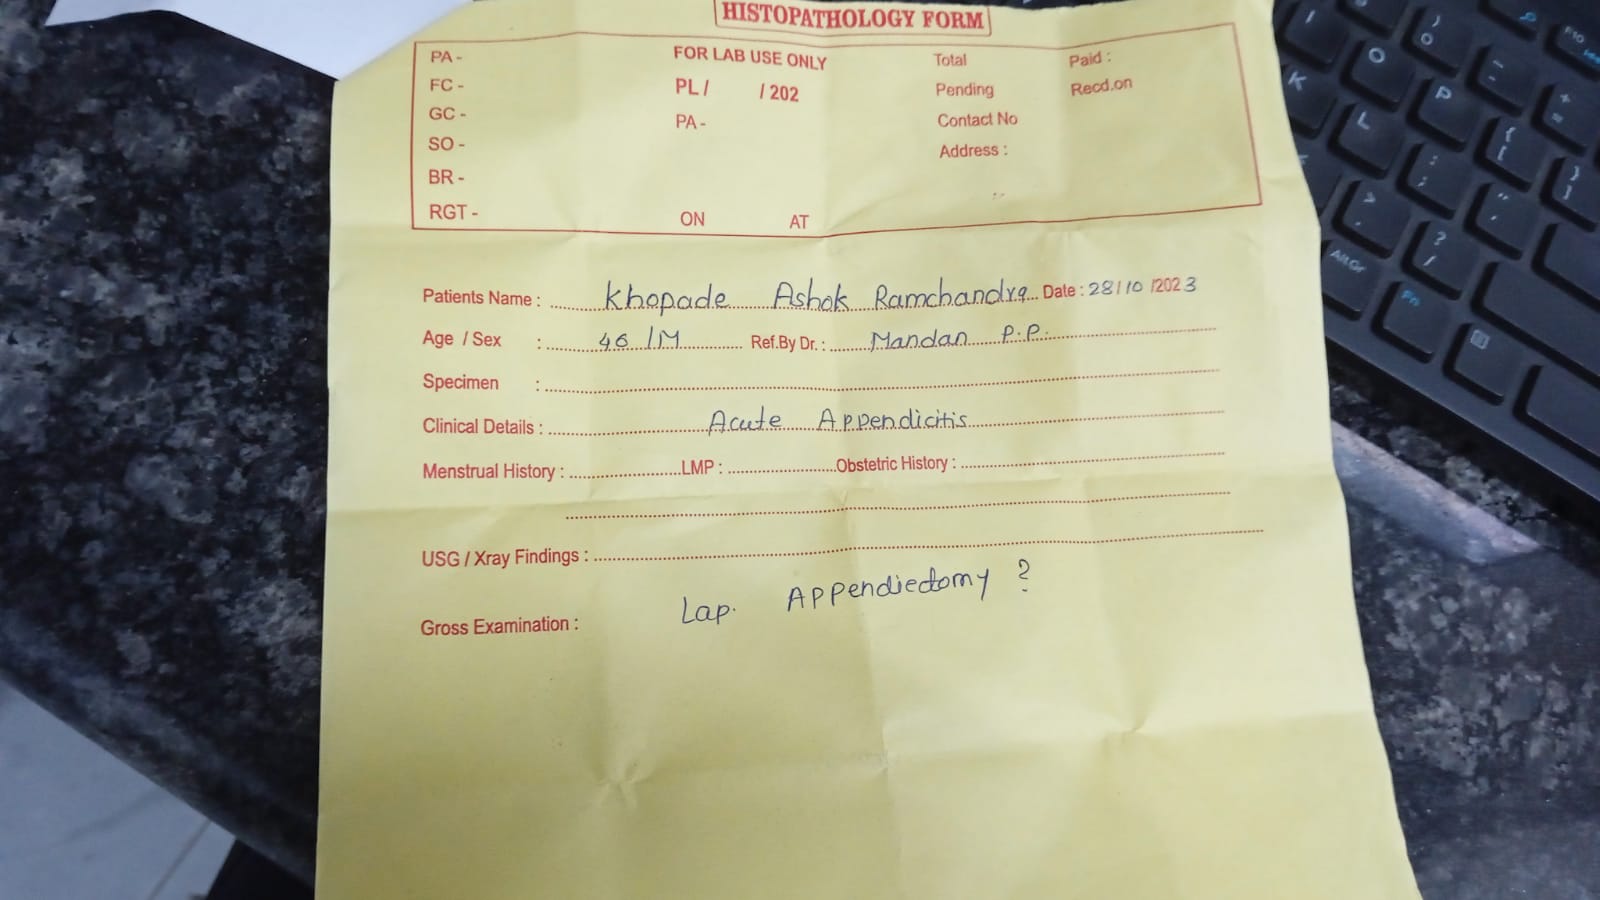 HISTOPATHOLOGY FORM
PA - FOR LAB USE ONLY Total Paid :
FC - PL / / 202 Pending Recd.on
GC - PA - Contact No
SO - Address :
BR -
RGT - ON AT
Patients Name : Khopade Ashok Ramchandra Date : 28/10/2023
Age / Sex : 46 /M Ref.By Dr. : Mandan P.P.
Specimen :
Clinical Details : Acute Appendicitis
Menstrual History : LMP : Obstetric History :
USG / Xray Findings :
Gross Examination : Lap. Appendiectomy ?